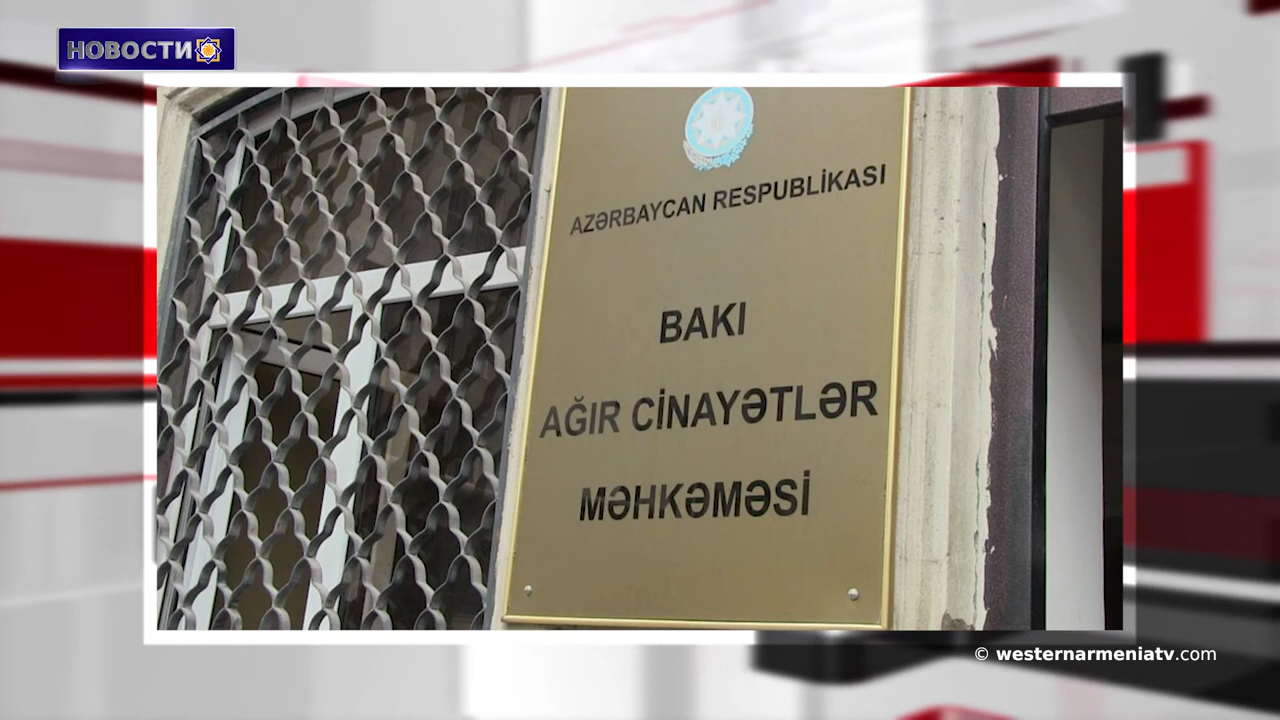 НОВОСТИ
AZƏRBAYCAN RESPUBLİKASI
BAKI
AĞIR CİNAYƏTLƏR
MƏHKƏMƏSİ
© westernarmeniatv.com